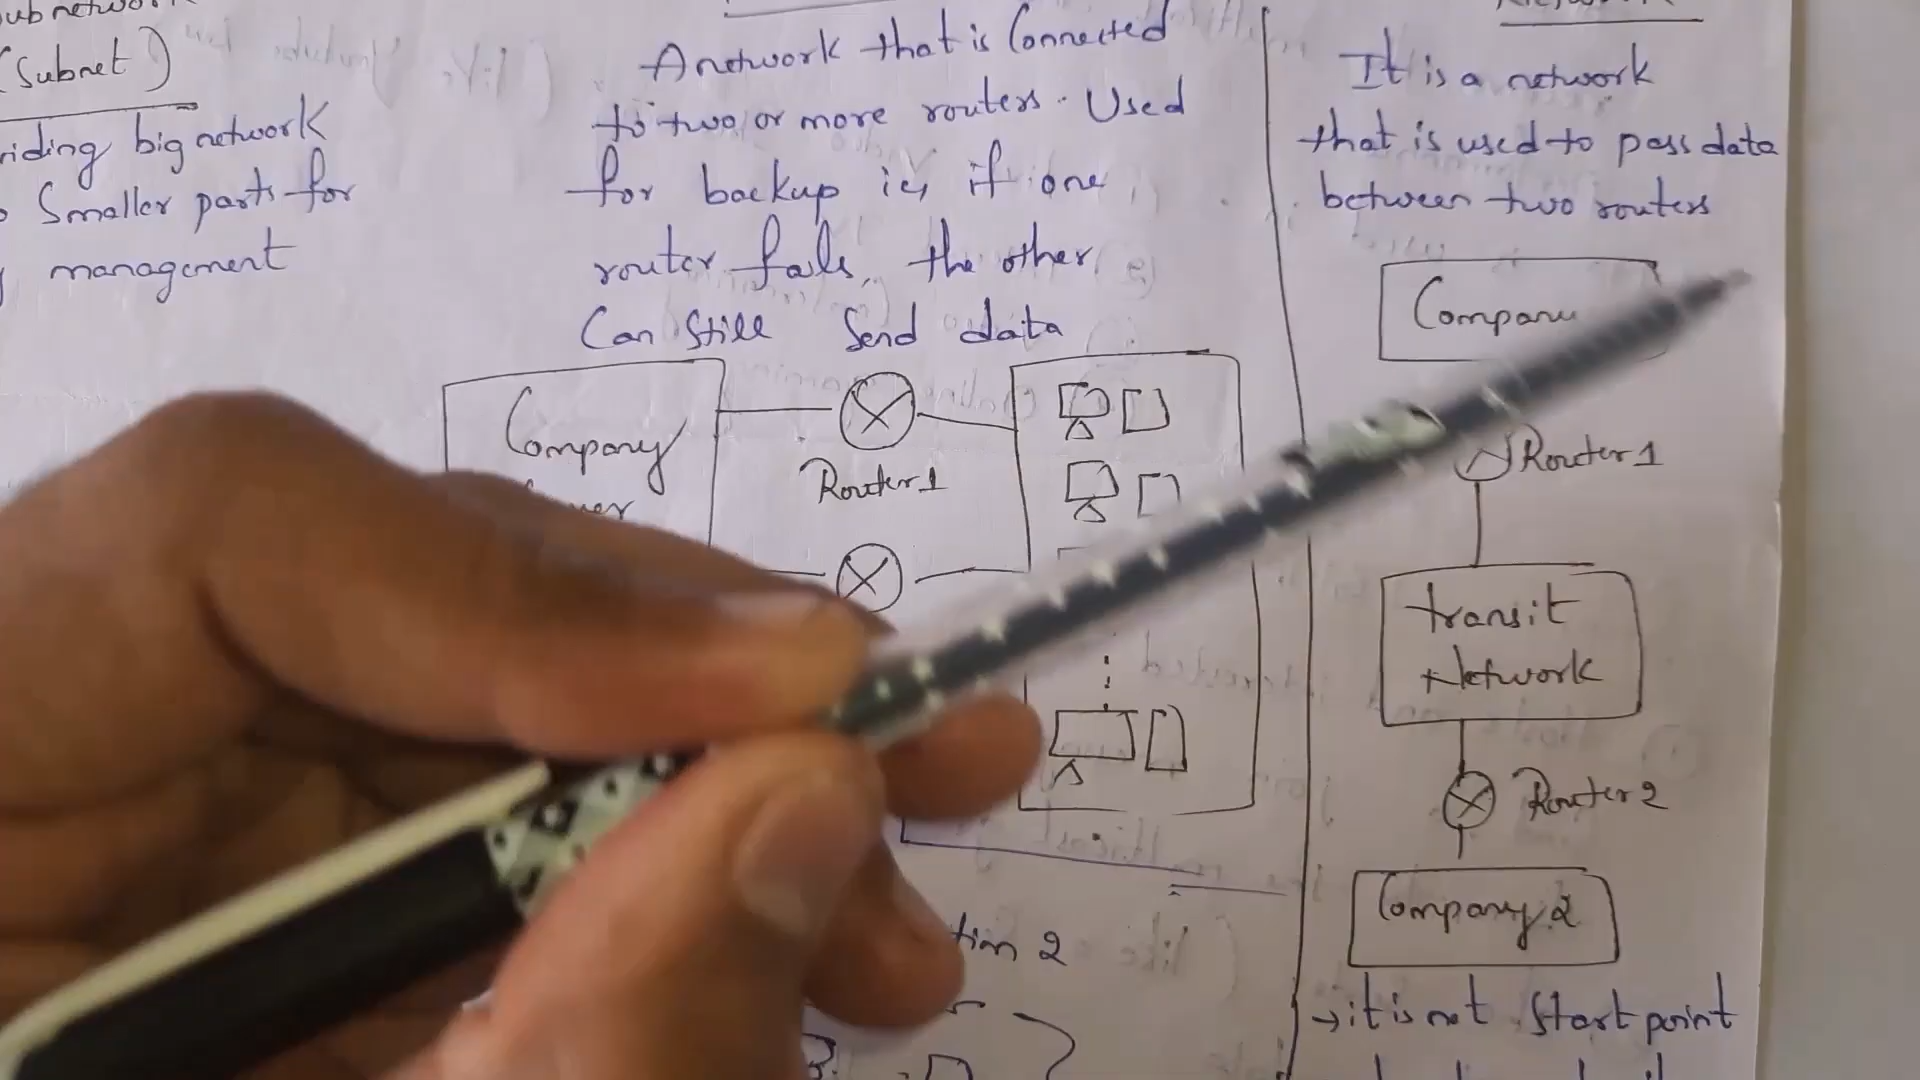 (Subnet)
big network
Smaller parts for
management
A network that is Connected
to two or more routers. Used
for backup ie, if one
router fails, the other
Can Still Send data
Company
Router 1
It is a network
that is used to pass data
between two routers
Router 1
transit
Network
Router 2
Company 2
→ it is not Start point